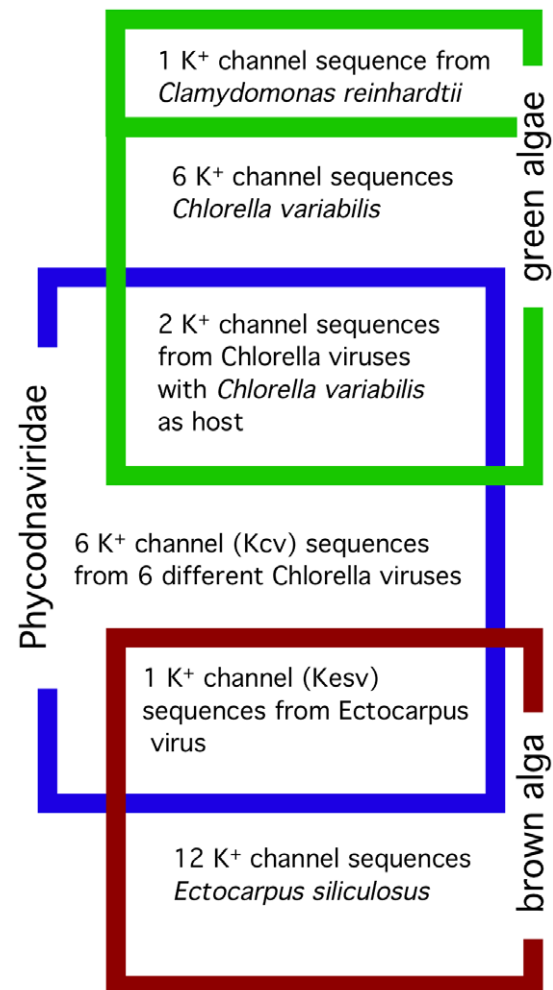 1 K⁺ channel sequence from
Clamydomonas reinhardtii
green algae
6 K⁺ channel sequences
Chlorella variabilis
2 K⁺ channel sequences
from Chlorella viruses
with Chlorella variabilis
as host
Phycodnaviridae
6 K⁺ channel (Kcv) sequences
from 6 different Chlorella viruses
1 K⁺ channel (Kesv)
sequences from Ectocarpus
virus
brown alga
12 K⁺ channel sequences
Ectocarpus siliculosus